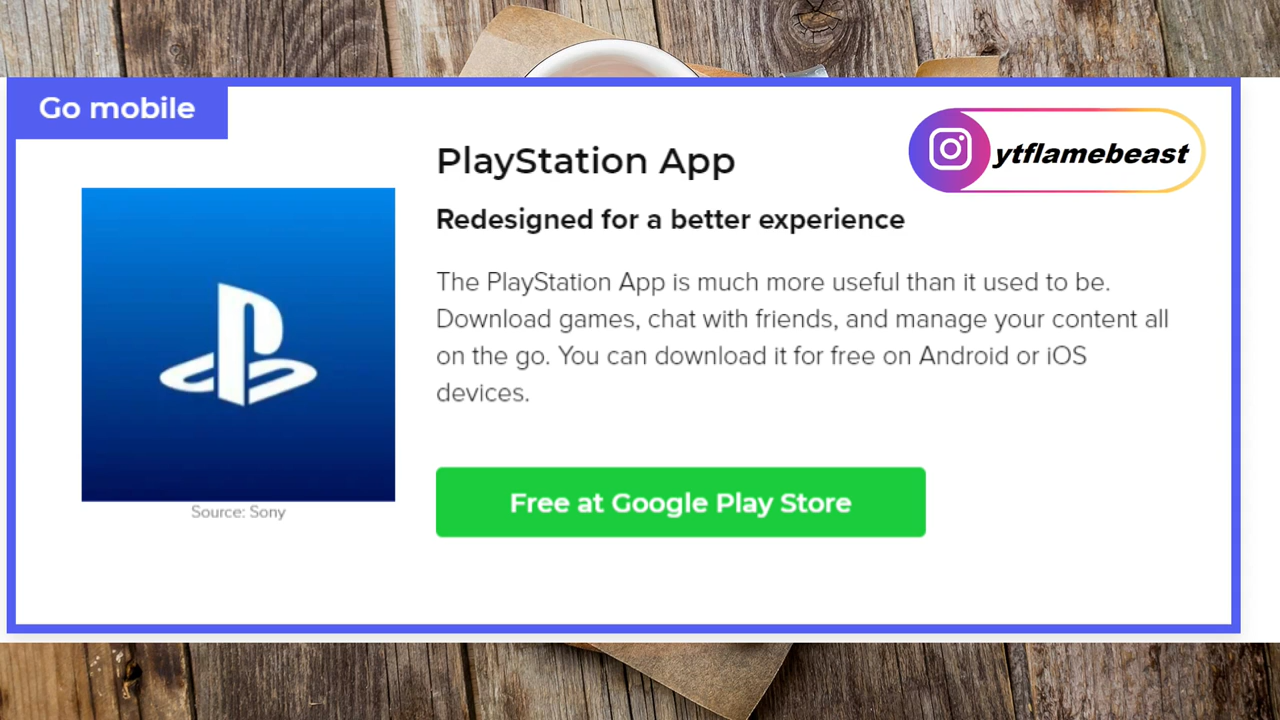 Go mobile
ytflamebeast
PlayStation App
Redesigned for a better experience
The PlayStation App is much more useful than it used to be.
Download games, chat with friends, and manage your content all
on the go. You can download it for free on Android or iOS
devices.
Source: Sony
Free at Google Play Store